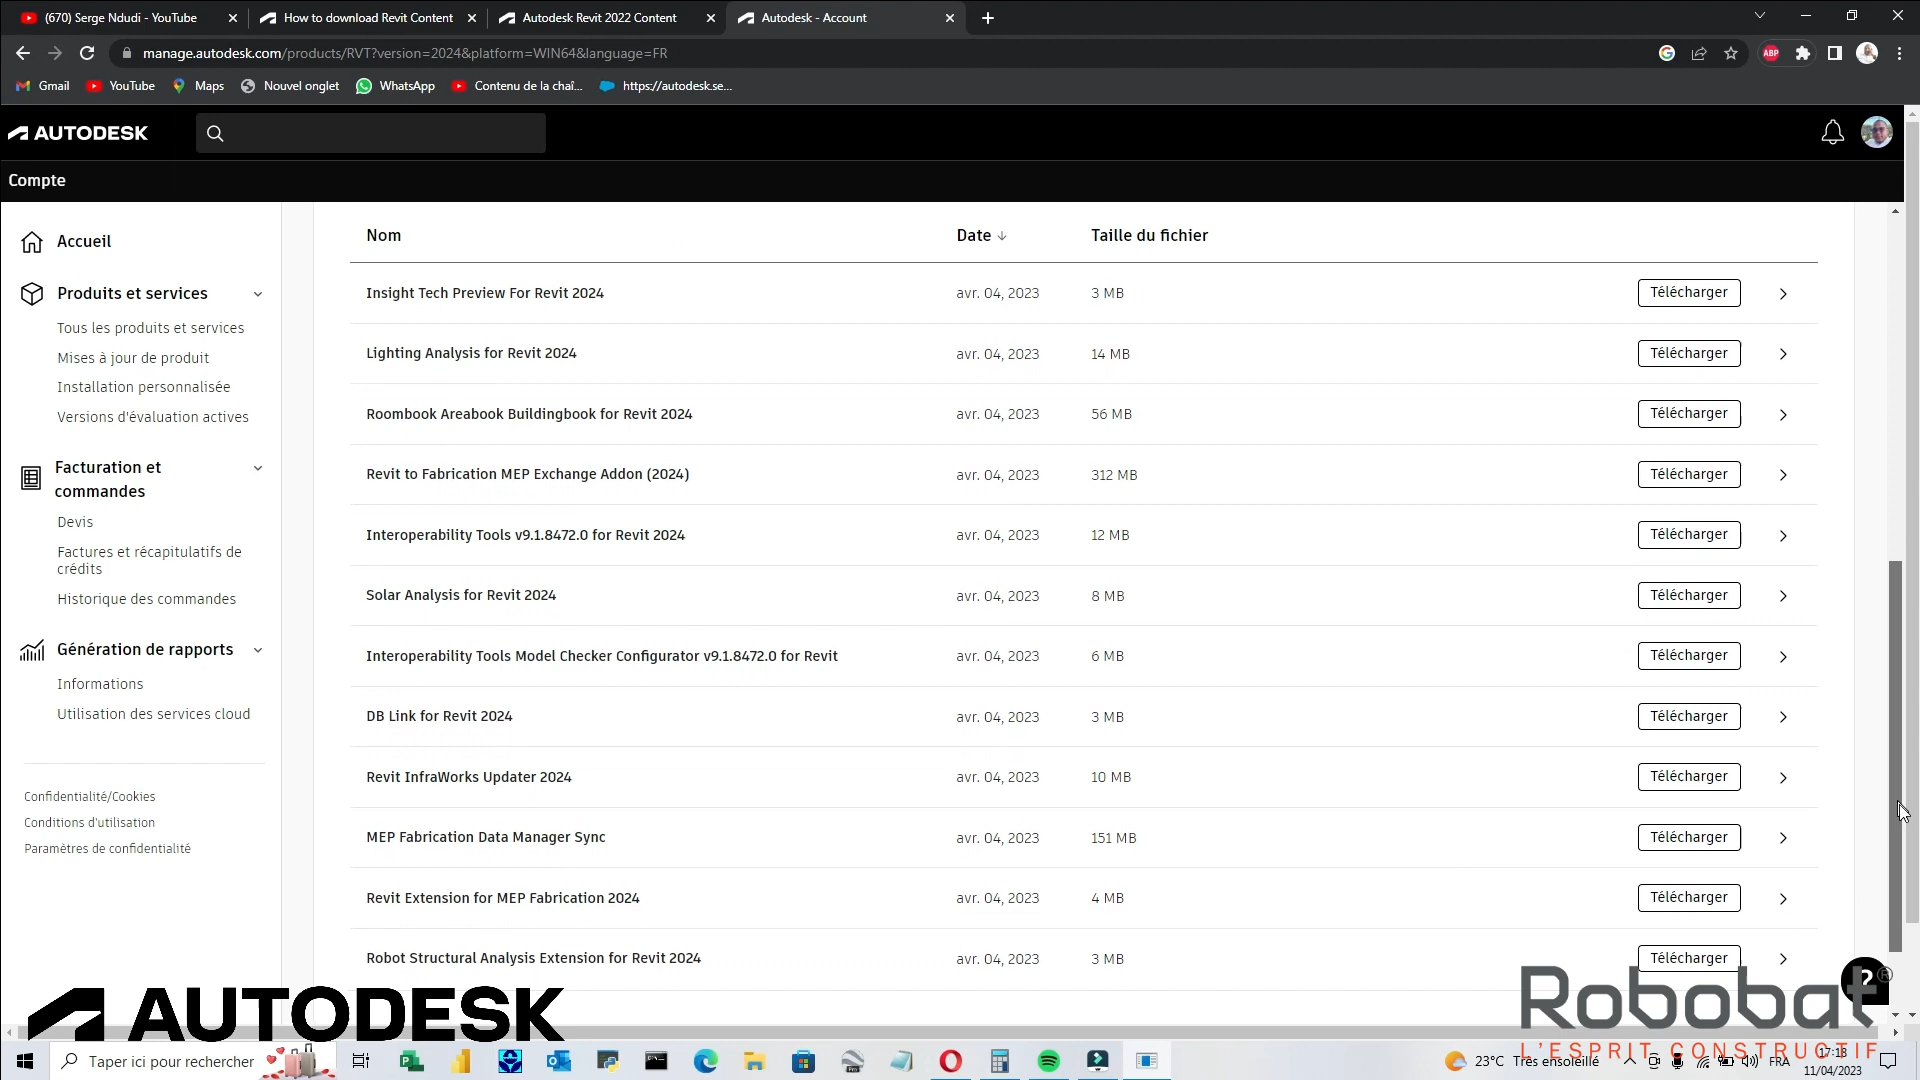 (670) Serge Ndudi - YouTube
How to download Revit Content
Autodesk Revit 2022 Content
Autodesk - Account
manage.autodesk.com/products/RVT?version=2024&platform=WIN64&language=FR
ABP
Gmail
YouTube
Maps
Nouvel onglet
WhatsApp
Contenu de la chaî...
https://autodesk.se...
AUTODESK
Compte
Accueil
Produits et services
Tous les produits et services
Mises à jour de produit
Installation personnalisée
Versions d'évaluation actives
Facturation et
commandes
Devis
Factures et récapitulatifs de
crédits
Historique des commandes
Génération de rapports
Informations
Utilisation des services cloud
Confidentialité/Cookies
Conditions d'utilisation
Paramètres de confidentialité
Nom Date Taille du fichier
Insight Tech Preview For Revit 2024 avr. 04, 2023 3 MB Télécharger
Lighting Analysis for Revit 2024 avr. 04, 2023 14 MB Télécharger
Roombook Areabook Buildingbook for Revit 2024 avr. 04, 2023 56 MB Télécharger
Revit to Fabrication MEP Exchange Addon (2024) avr. 04, 2023 312 MB Télécharger
Interoperability Tools v9.1.8472.0 for Revit 2024 avr. 04, 2023 12 MB Télécharger
Solar Analysis for Revit 2024 avr. 04, 2023 8 MB Télécharger
Interoperability Tools Model Checker Configurator v9.1.8472.0 for Revit avr. 04, 2023 6 MB Télécharger
DB Link for Revit 2024 avr. 04, 2023 3 MB Télécharger
Revit InfraWorks Updater 2024 avr. 04, 2023 10 MB Télécharger
MEP Fabrication Data Manager Sync avr. 04, 2023 151 MB Télécharger
Revit Extension for MEP Fabrication 2024 avr. 04, 2023 4 MB Télécharger
Robot Structural Analysis Extension for Revit 2024 avr. 04, 2023 3 MB Télécharger
AUTODESK
Robobat ®
L'ESPRIT CONSTRUCTIF
Taper ici pour rechercher
23°C Très ensoleillé
FRA
17:18
11/04/2023